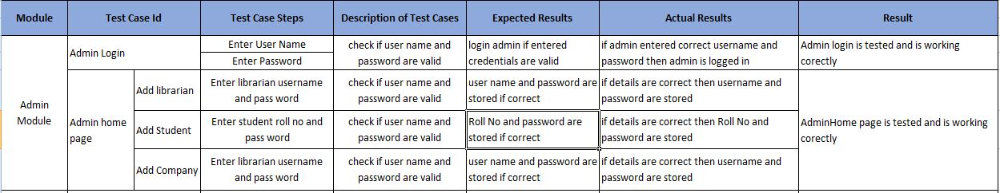 Module Test Case Id Test Case Steps Description of Test Cases Expected Results Actual Results Result
Admin
Module
Admin Login
Enter User Name
Enter Password
check if user name and
password are valid
login admin if entered
credentials are valid
if admin entered correct username and
password then admin is logged in
Admin login is tested and is working
corectly
Admin home
page
Add librarian
Enter librarian username
and pass word
check if user name and
password are valid
user name and password are
stored if correct
if details are correct then username and
password are stored
AdminHome page is tested and is working
corectly
Add Student
Enter student roll no and
pass word
check if user name and
password are valid
Roll No and password are
stored if correct
if details are correct then Roll No and
password are stored
Add Company
Enter librarian username
and pass word
check if user name and
password are valid
user name and password are
stored if correct
if details are correct then username and
password are stored